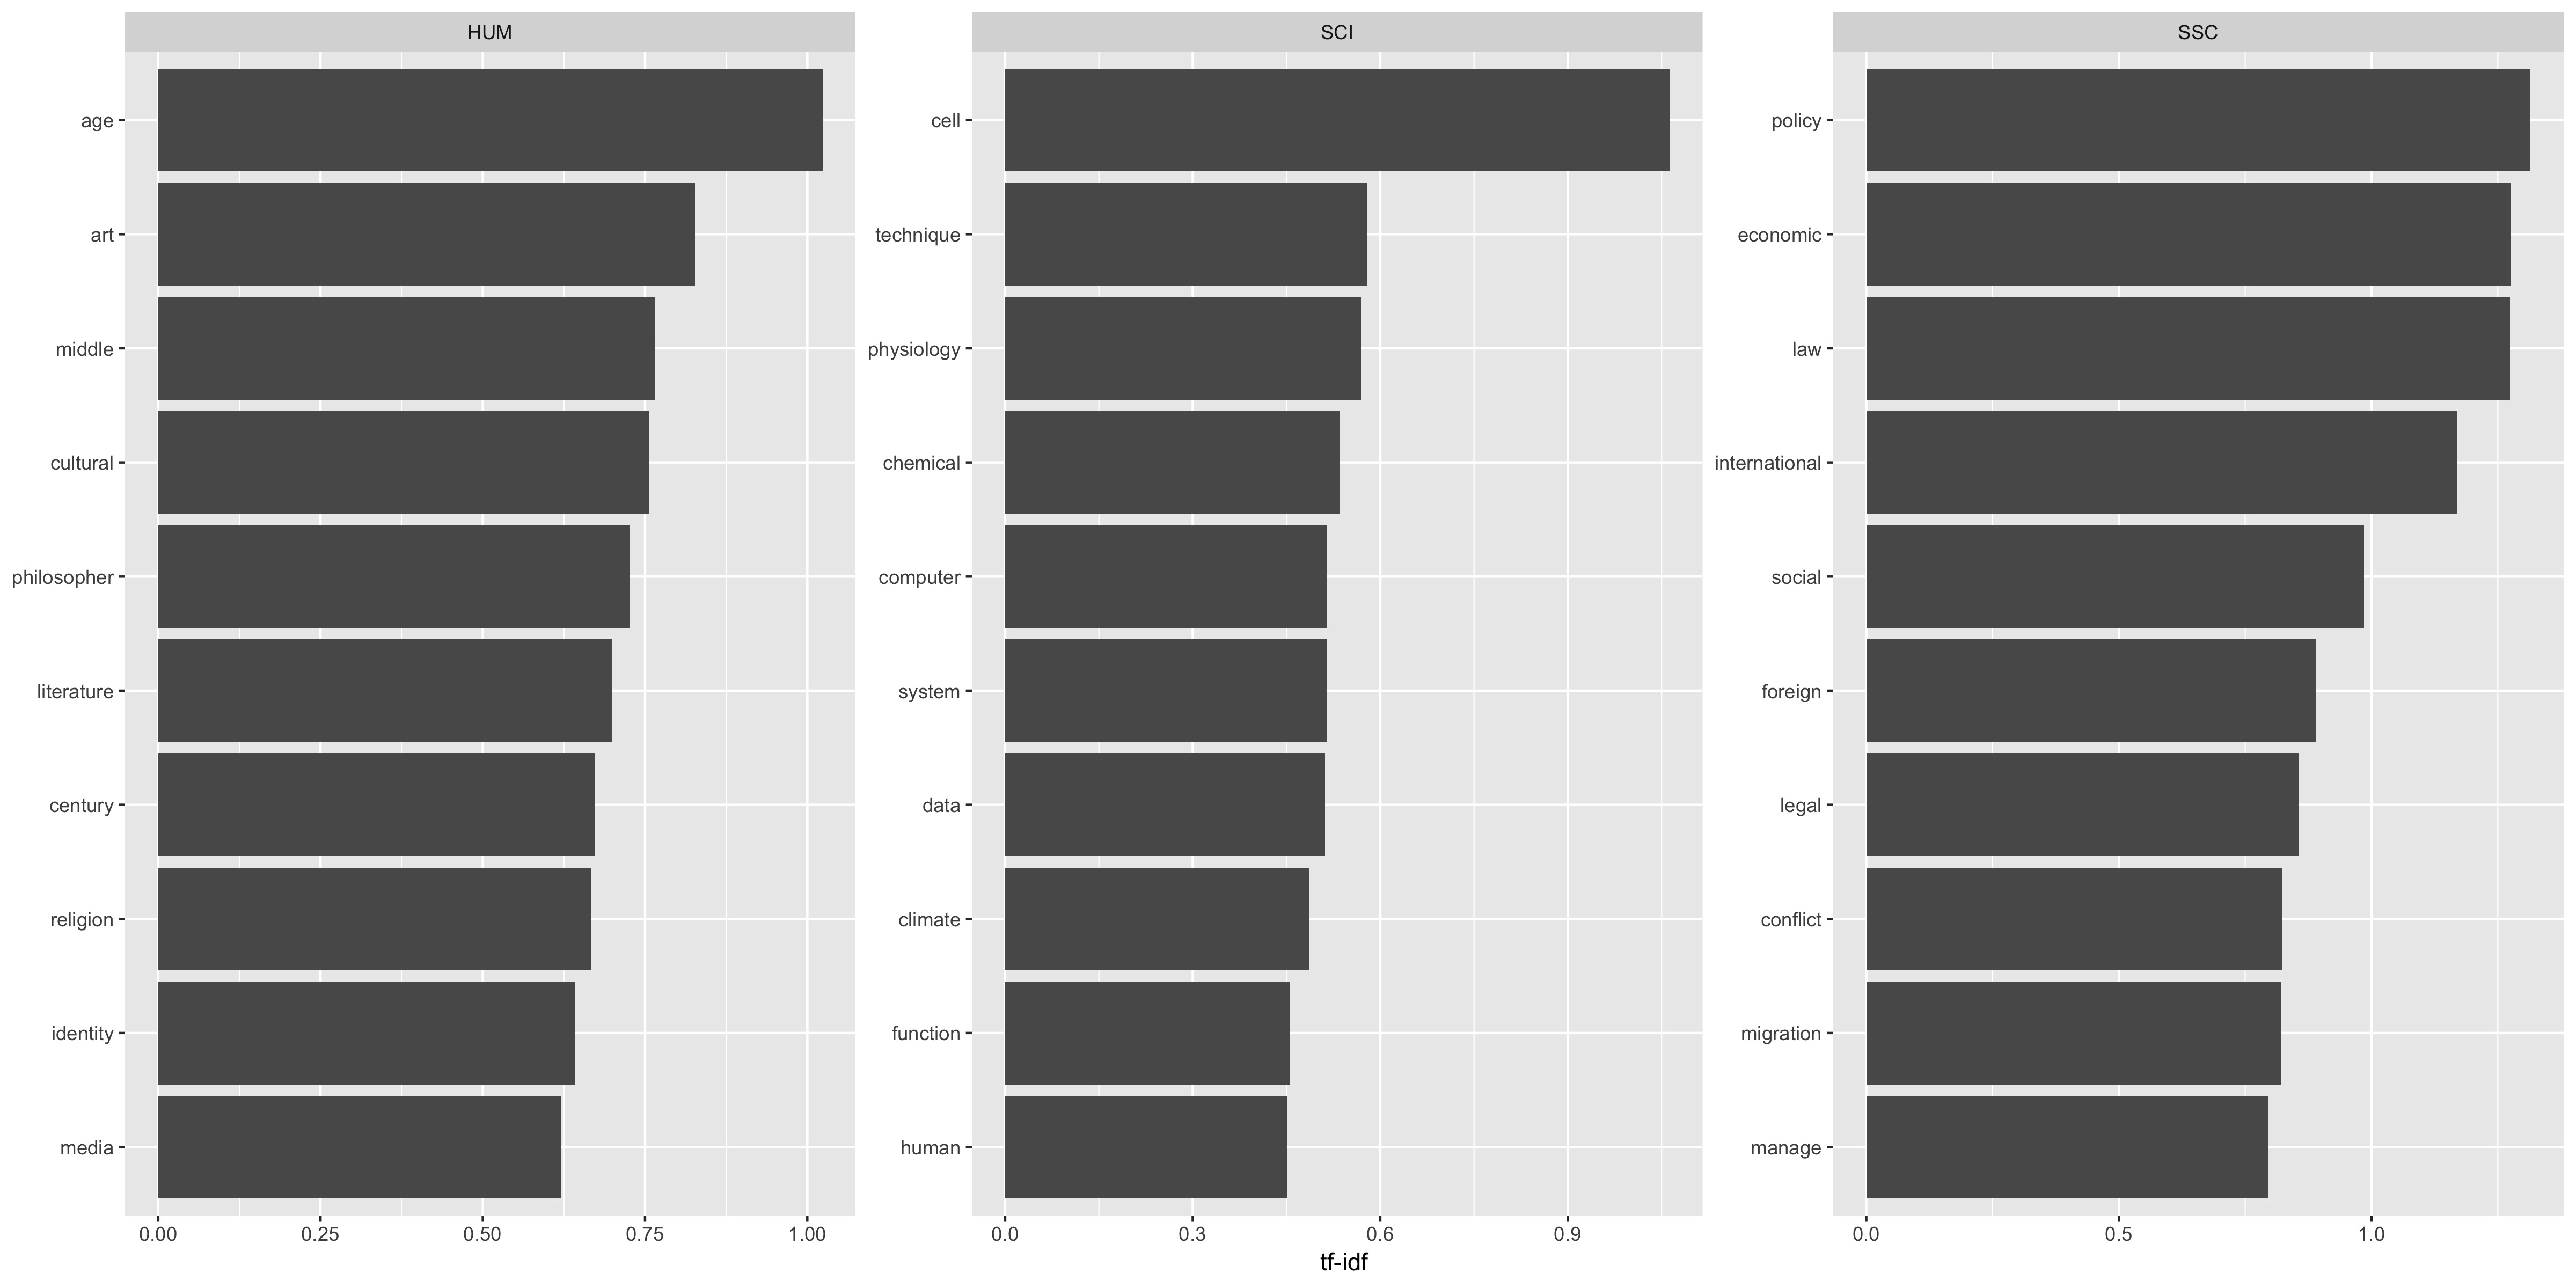 HUM
age
art
middle
cultural
philosopher
literature
century
religion
identity
media
0.00 0.25 0.50 0.75 1.00
SCI
cell
technique
physiology
chemical
computer
system
data
climate
function
human
0.0 0.3 0.6 0.9
SSC
policy
economic
law
international
social
foreign
legal
conflict
migration
manage
0.0 0.5 1.0
tf-idf